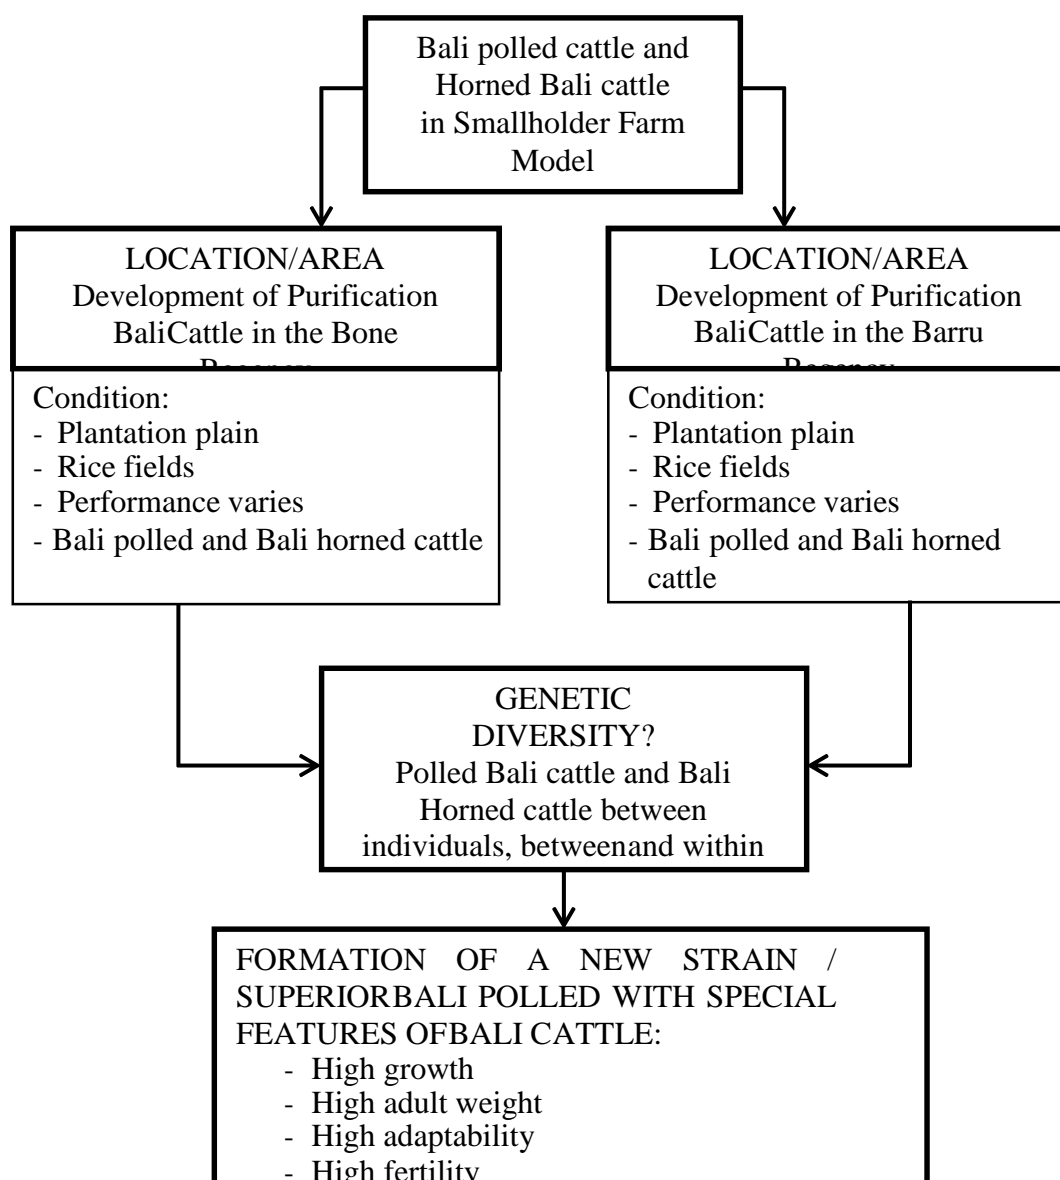 Bali polled cattle and
Horned Bali cattle
in Smallholder Farm
Model
LOCATION/AREA
Development of Purification
BaliCattle in the Bone
Regency
Condition:
- Plantation plain
- Rice fields
- Performance varies
- Bali polled and Bali horned cattle
LOCATION/AREA
Development of Purification
BaliCattle in the Barru
Regency
Condition:
- Plantation plain
- Rice fields
- Performance varies
- Bali polled and Bali horned
cattle
GENETIC
DIVERSITY?
Polled Bali cattle and Bali
Horned cattle between
individuals, betweenand within
FORMATION OF A NEW STRAIN /
SUPERIORBALI POLLED WITH SPECIAL
FEATURES OFBALI CATTLE:
- High growth
- High adult weight
- High adaptability
- High fertility